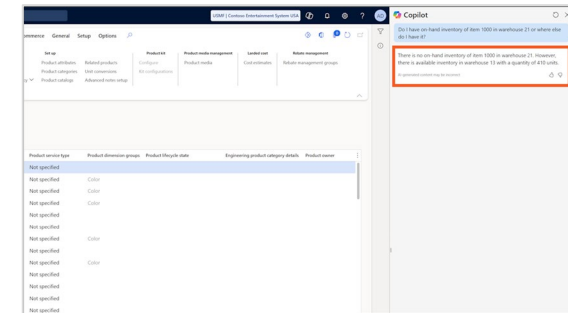 USMF | Contoso Entertainment System USA
?
Copilot
ommerce General Setup Options
Do I have on-hand inventory of item 1000 in warehouse 21 or where else
do I have it?
There is no on-hand inventory of item 1000 in warehouse 21. However,
there is available inventory in warehouse 13 with a quantity of 410 units.
AI-generated content may be incorrect
Set up Product kit Product media management Landed cost Rebate management
Product attributes Related products Configure Product media Cost estimates Rebate management groups
Product categories Unit conversions Kit configurations
Product catalogs Advanced notes setup
Product service type Product dimension groups Product lifecycle state Engineering product category details Product owner
Not specified
Not specified Color
Not specified Color
Not specified Color
Not specified
Not specified
Not specified Color
Not specified
Not specified Color
Not specified
Not specified
Not specified
Not specified